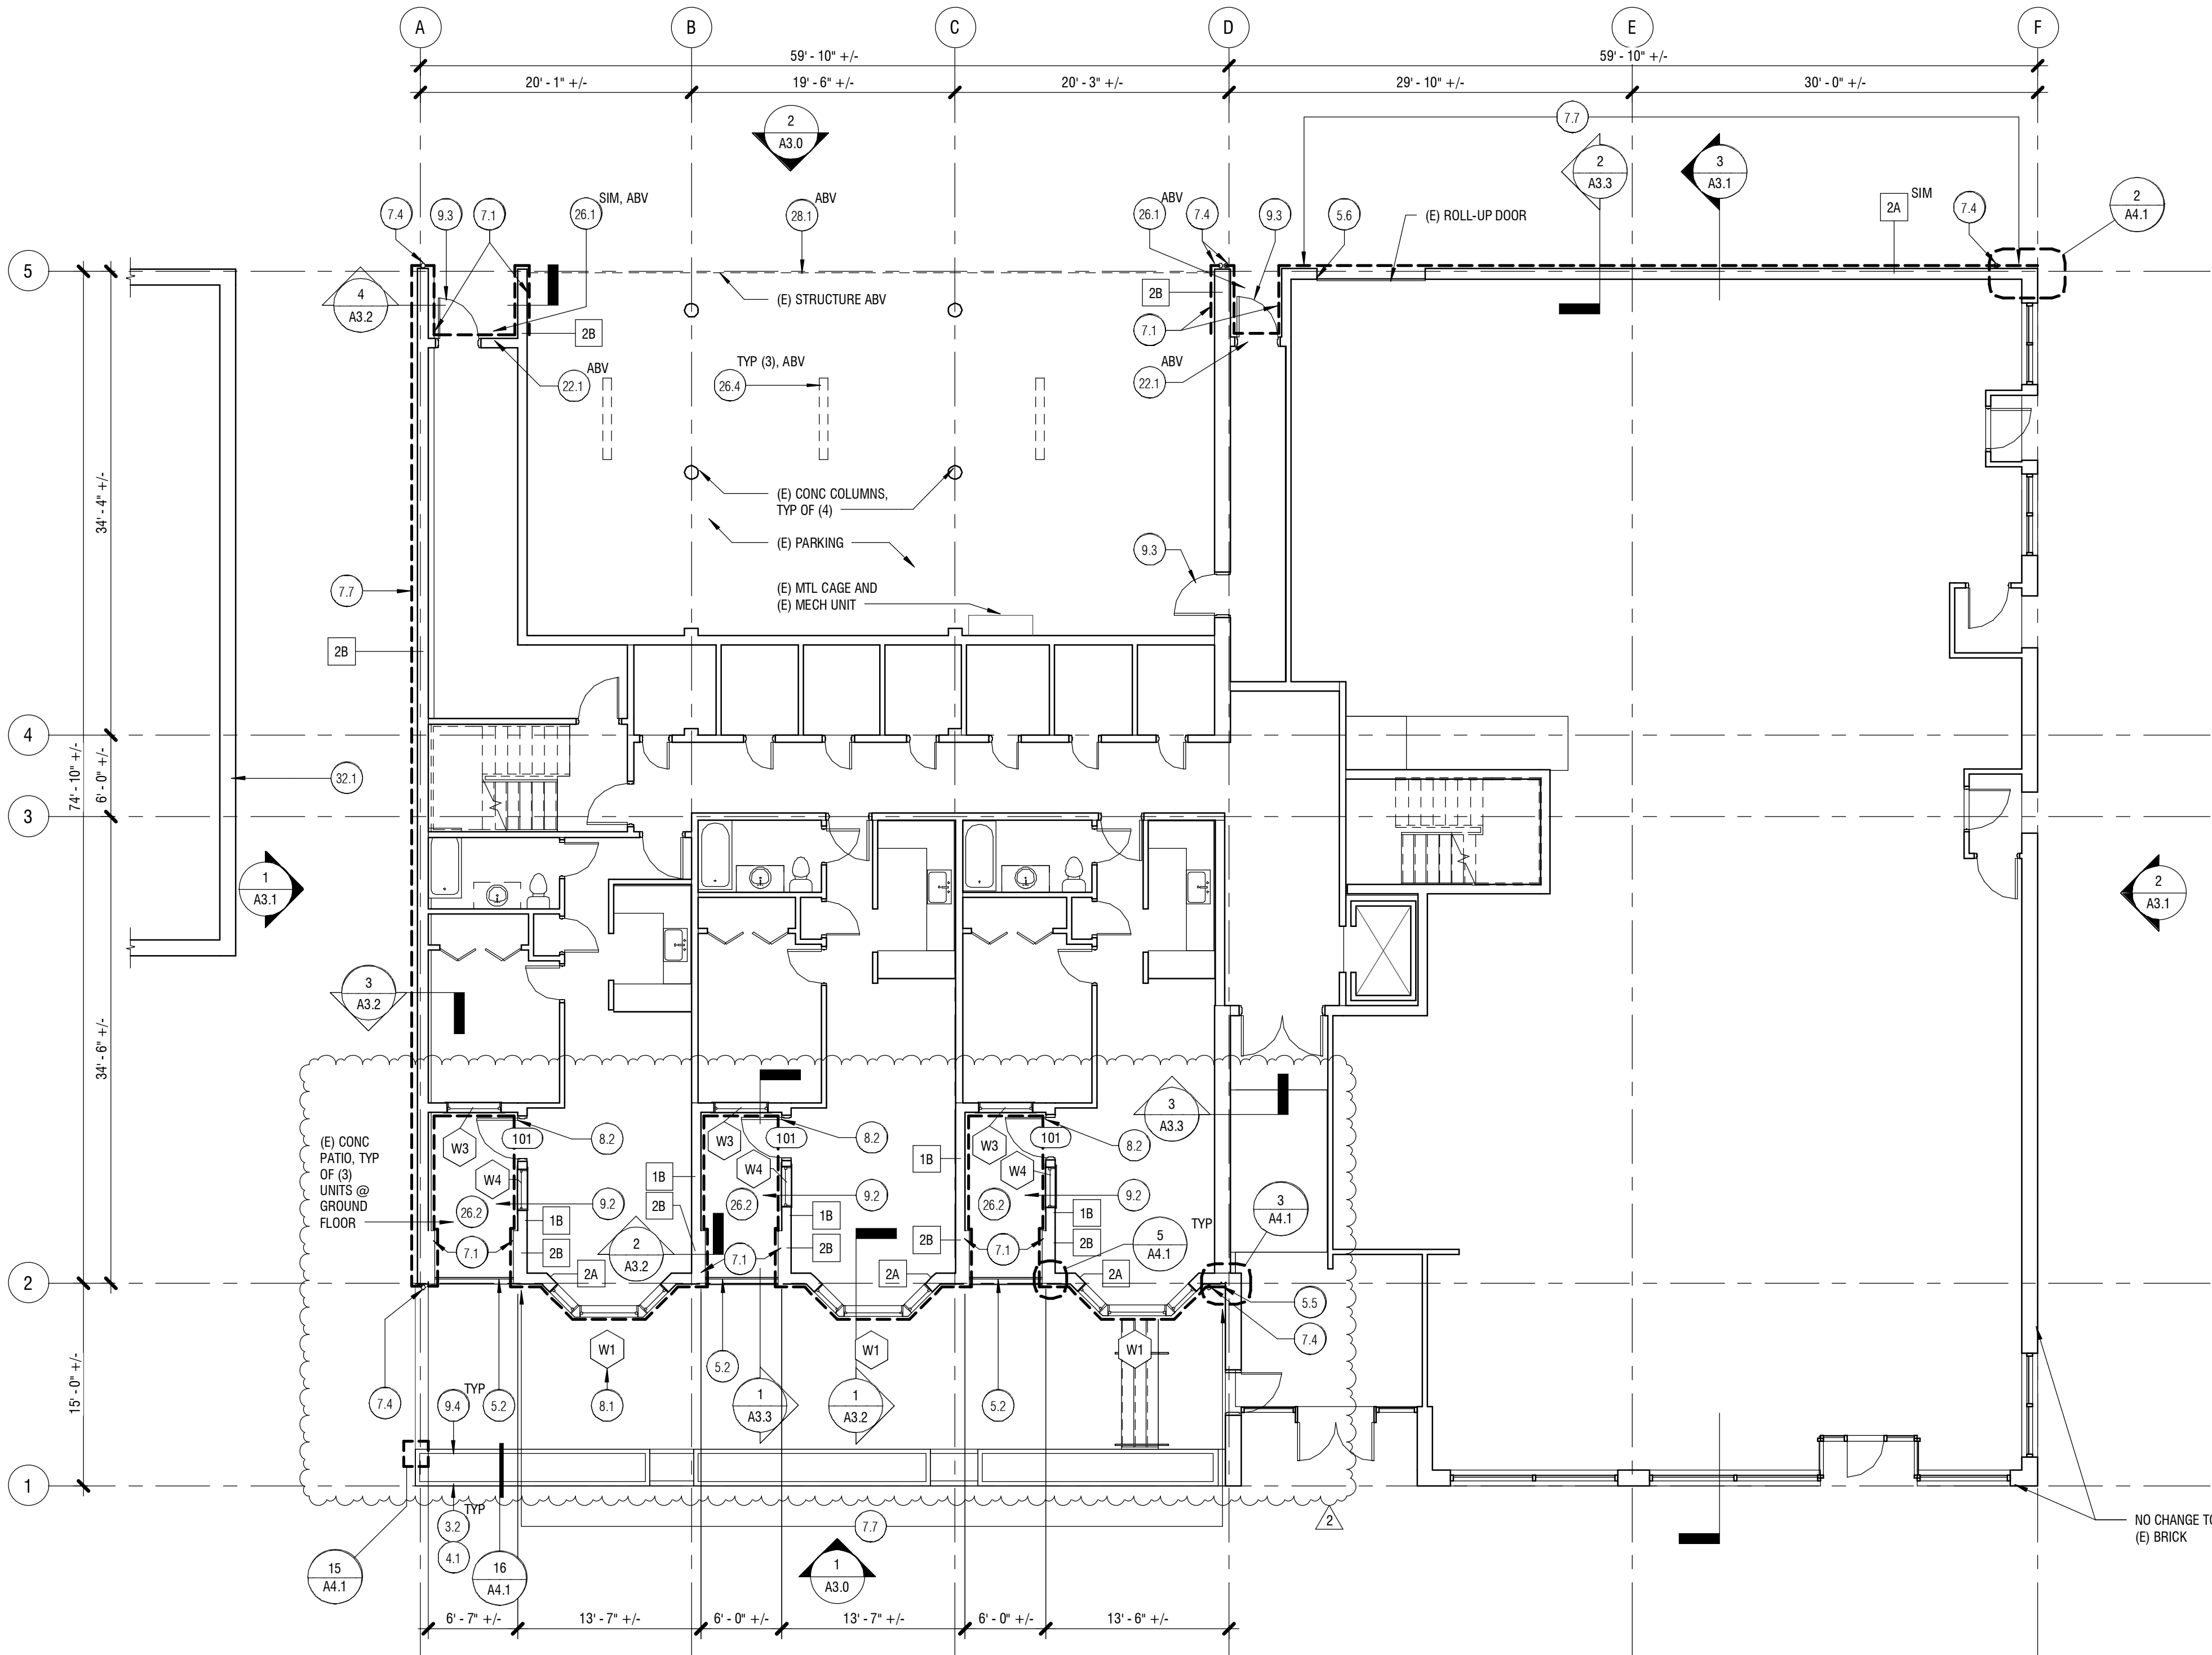 A
B
C
D
E
F
59' - 10" +/-
59' - 10" +/-
20' - 1" +/-
19' - 6" +/-
20' - 3" +/-
29' - 10" +/-
30' - 0" +/-
2
A3.0
7.7
2
A3.3
3
A3.1
2
A4.1
7.4
9.3
7.1
26.1
SIM, ABV
28.1
ABV
ABV
26.1
7.4
9.3
5.6
(E) ROLL-UP DOOR
2A
SIM
7.4
5
4
A3.2
(E) STRUCTURE ABV
2B
2B
7.1
22.1
ABV
TYP (3), ABV
26.4
ABV
22.1
34' - 4" +/-
(E) CONC COLUMNS,
TYP OF (4)
(E) PARKING
9.3
(E) MTL CAGE AND
(E) MECH UNIT
7.7
2B
4
74' - 10" +/-
6' - 0" +/-
32.1
3
1
A3.1
2
A3.1
3
A3.2
34' - 6" +/-
3
A3.3
(E) CONC
PATIO, TYP
OF (3)
UNITS @
GROUND
FLOOR
W3
101
8.2
W4
26.2
9.2
1B
7.1
2B
2A
W3
101
8.2
1B
2B
W4
26.2
9.2
1B
2B
2
A3.2
7.1
2A
W3
101
8.2
1B
W4
26.2
9.2
1B
2B
7.1
2B
5
A4.1
TYP
3
A4.1
2A
2
5.5
7.4
W1
W1
W1
5.2
8.1
7.4
9.4
TYP
5.2
1
A3.3
1
A3.2
5.2
15' - 0" +/-
1
3.2
TYP
4.1
7.7
2
NO CHANGE TO
(E) BRICK
15
A4.1
16
A4.1
1
A3.0
6' - 7" +/-
13' - 7" +/-
6' - 0" +/-
13' - 7" +/-
6' - 0" +/-
13' - 6" +/-